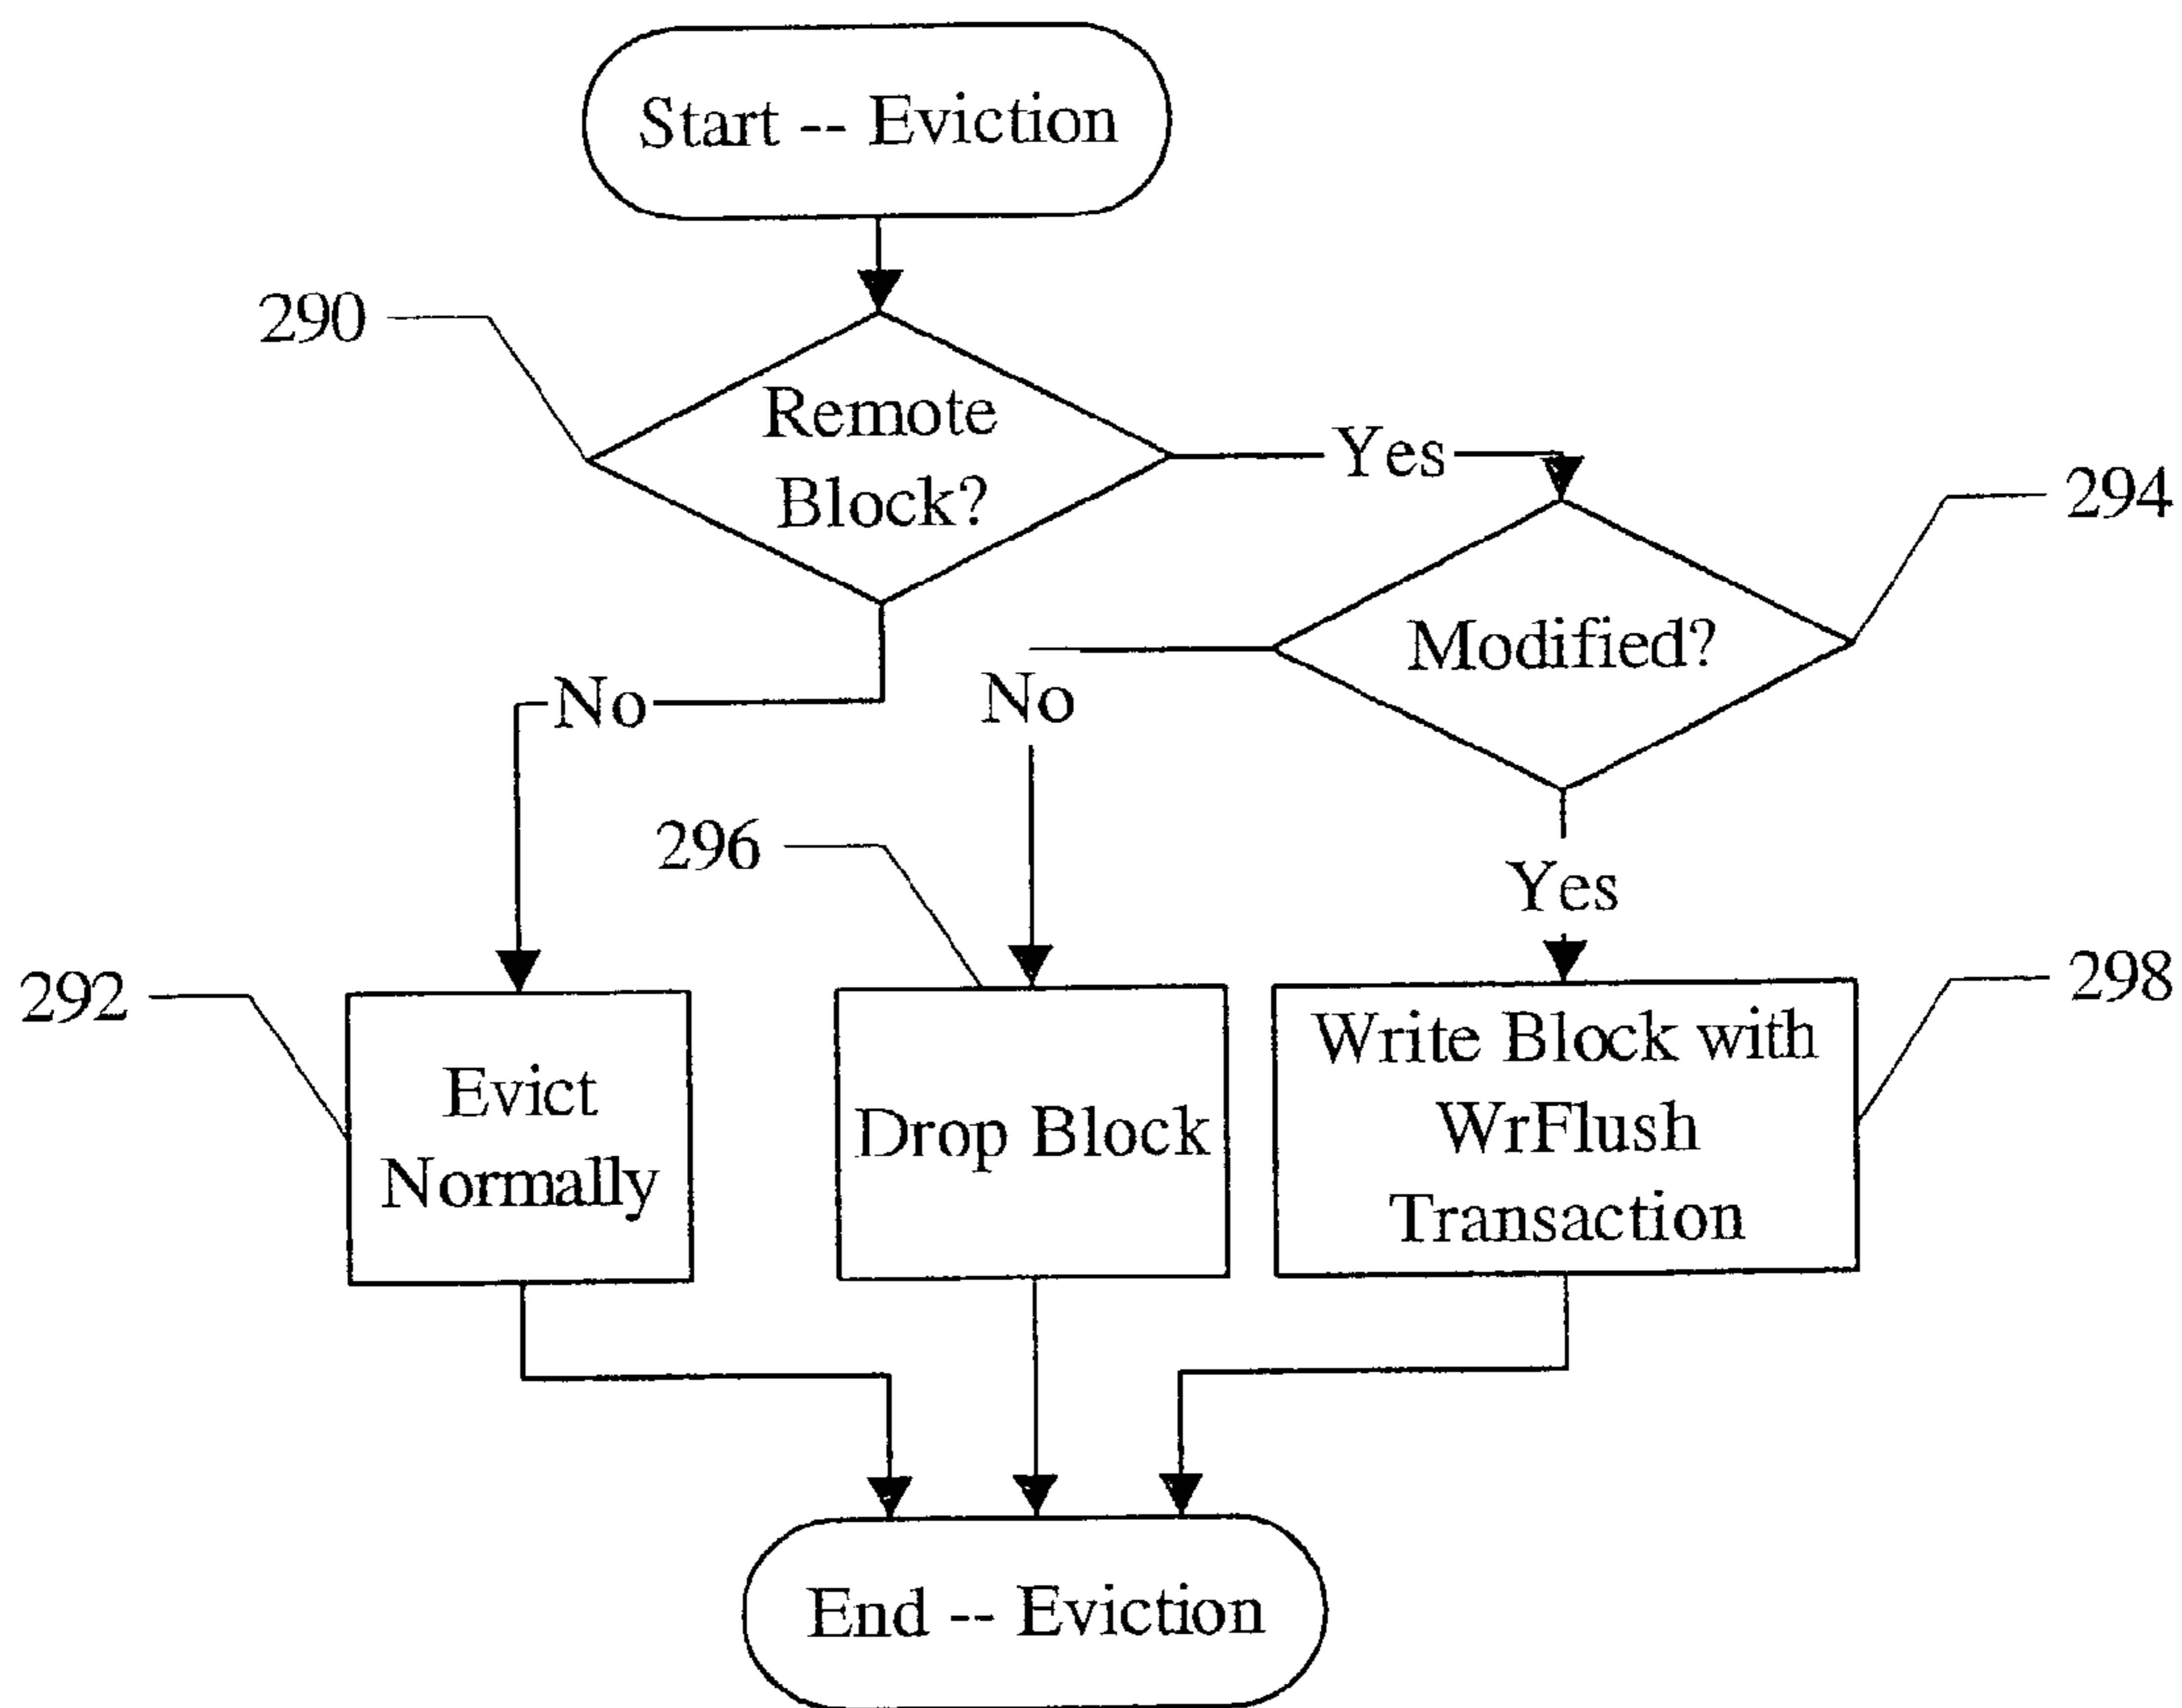 Start -- Eviction
290
Remote
Block?
Yes
294
Modified?
No
No
296
Yes
292
Evict
Normally
Drop Block
Write Block with
WrFlush
Transaction
298
End -- Eviction